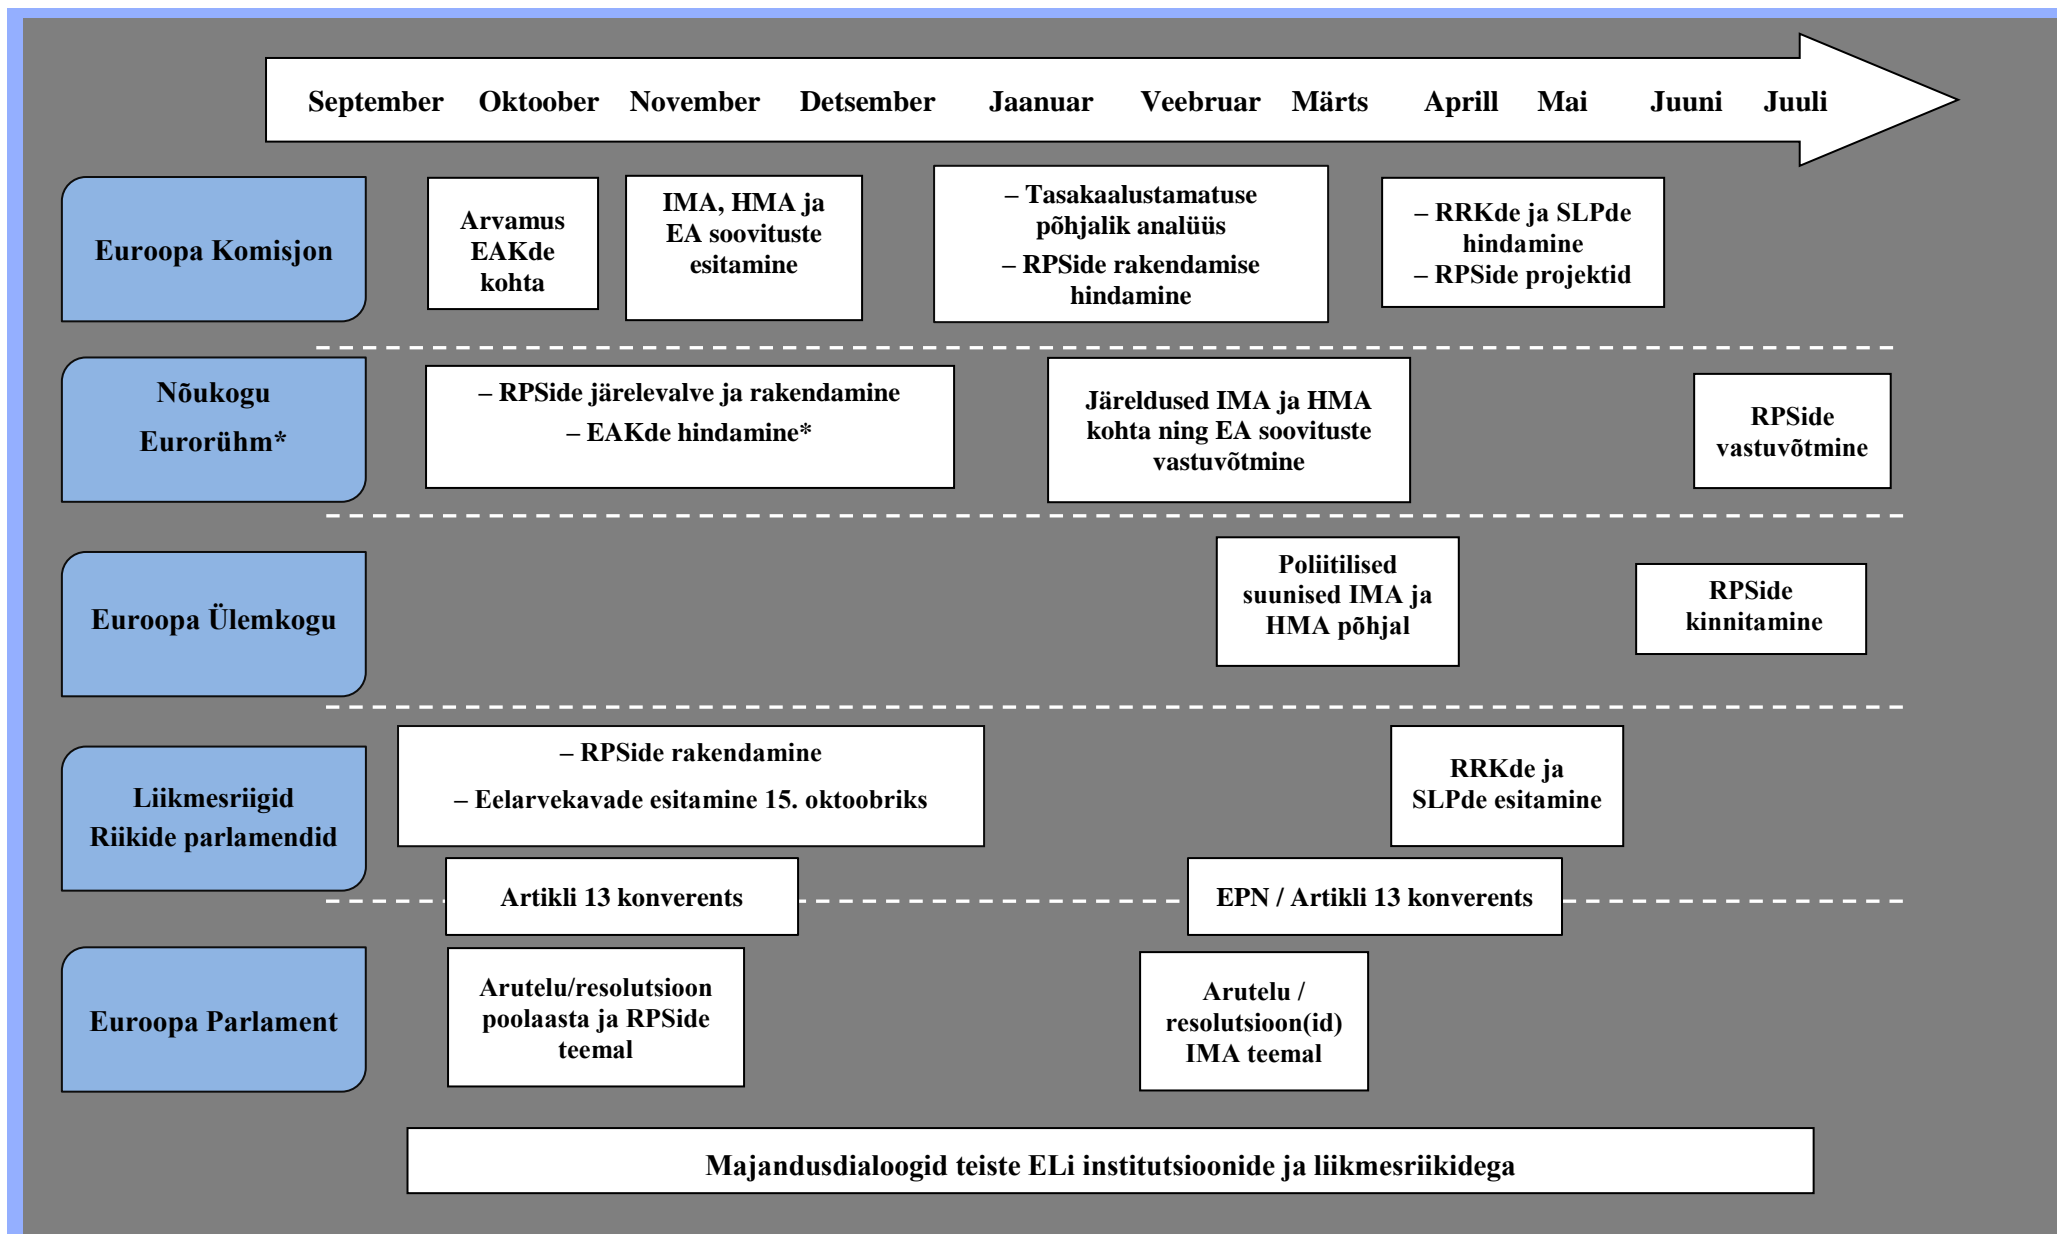 September Oktoober November Detsember Jaanuar Veebruar Märts Aprill Mai Juuni Juuli
Euroopa Komisjon
Arvamus
EAKde
kohta
IMA, HMA ja
EA soovituste
esitamine
– Tasakaalustamatuse
põhjalik analüüs
– RPSide rakendamise
hindamine
– RRKde ja SLPde
hindamine
– RPSide projektid
Nõukogu
Eurorühm*
– RPSide järelevalve ja rakendamine
– EAKde hindamine*
Järeldused IMA ja HMA
kohta ning EA soovituste
vastuvõtmine
RPSide
vastuvõtmine
Euroopa Ülemkogu
Poliitilised
suunised IMA ja
HMA põhjal
RPSide
kinnitamine
Liikmesriigid
Riikide parlamendid
– RPSide rakendamine
– Eelarvekavade esitamine 15. oktoobriks
RRKde ja
SLPde esitamine
Artikli 13 konverents
EPN / Artikli 13 konverents
Euroopa Parlament
Arutelu/resolutsioon
poolaasta ja RPSide
teemal
Arutelu /
resolutsioon(id)
IMA teemal
Majandusdialoogid teiste ELi institutsioonide ja liikmesriikidega